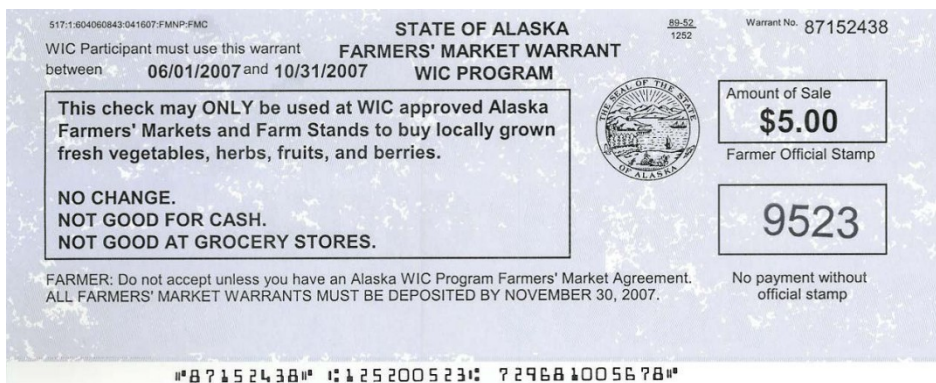 517:1:604060843:041607:FMNP:FMC
STATE OF ALASKA
89-52
1252
Warrant No. 87152438
WIC Participant must use this warrant
FARMERS' MARKET WARRANT
between 06/01/2007 and 10/31/2007
WIC PROGRAM
This check may ONLY be used at WIC approved Alaska
Farmers' Markets and Farm Stands to buy locally grown
fresh vegetables, herbs, fruits, and berries.
NO CHANGE.
NOT GOOD FOR CASH.
NOT GOOD AT GROCERY STORES.
THE SEAL OF THE STATE
OF ALASKA
Amount of Sale
$5.00
Farmer Official Stamp
9523
No payment without
official stamp
FARMER: Do not accept unless you have an Alaska WIC Program Farmers' Market Agreement.
ALL FARMERS' MARKET WARRANTS MUST BE DEPOSITED BY NOVEMBER 30, 2007.
⑈87152438⑈ ⑆125200523⑆ 729681005678⑈